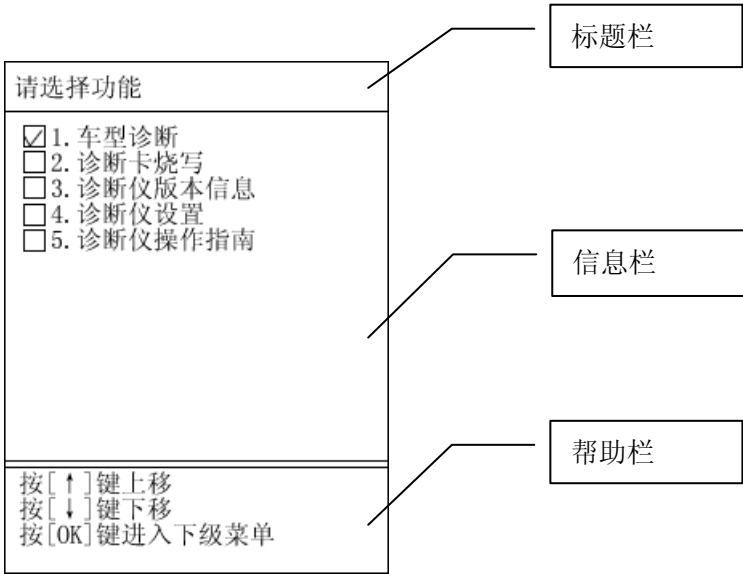 标题栏
请选择功能
☑1.车型诊断
□2.诊断卡烧写
□3.诊断仪版本信息
□4.诊断仪设置
□5.诊断仪操作指南
信息栏
帮助栏
按[↑]键上移
按[↓]键下移
按[OK]键进入下级菜单